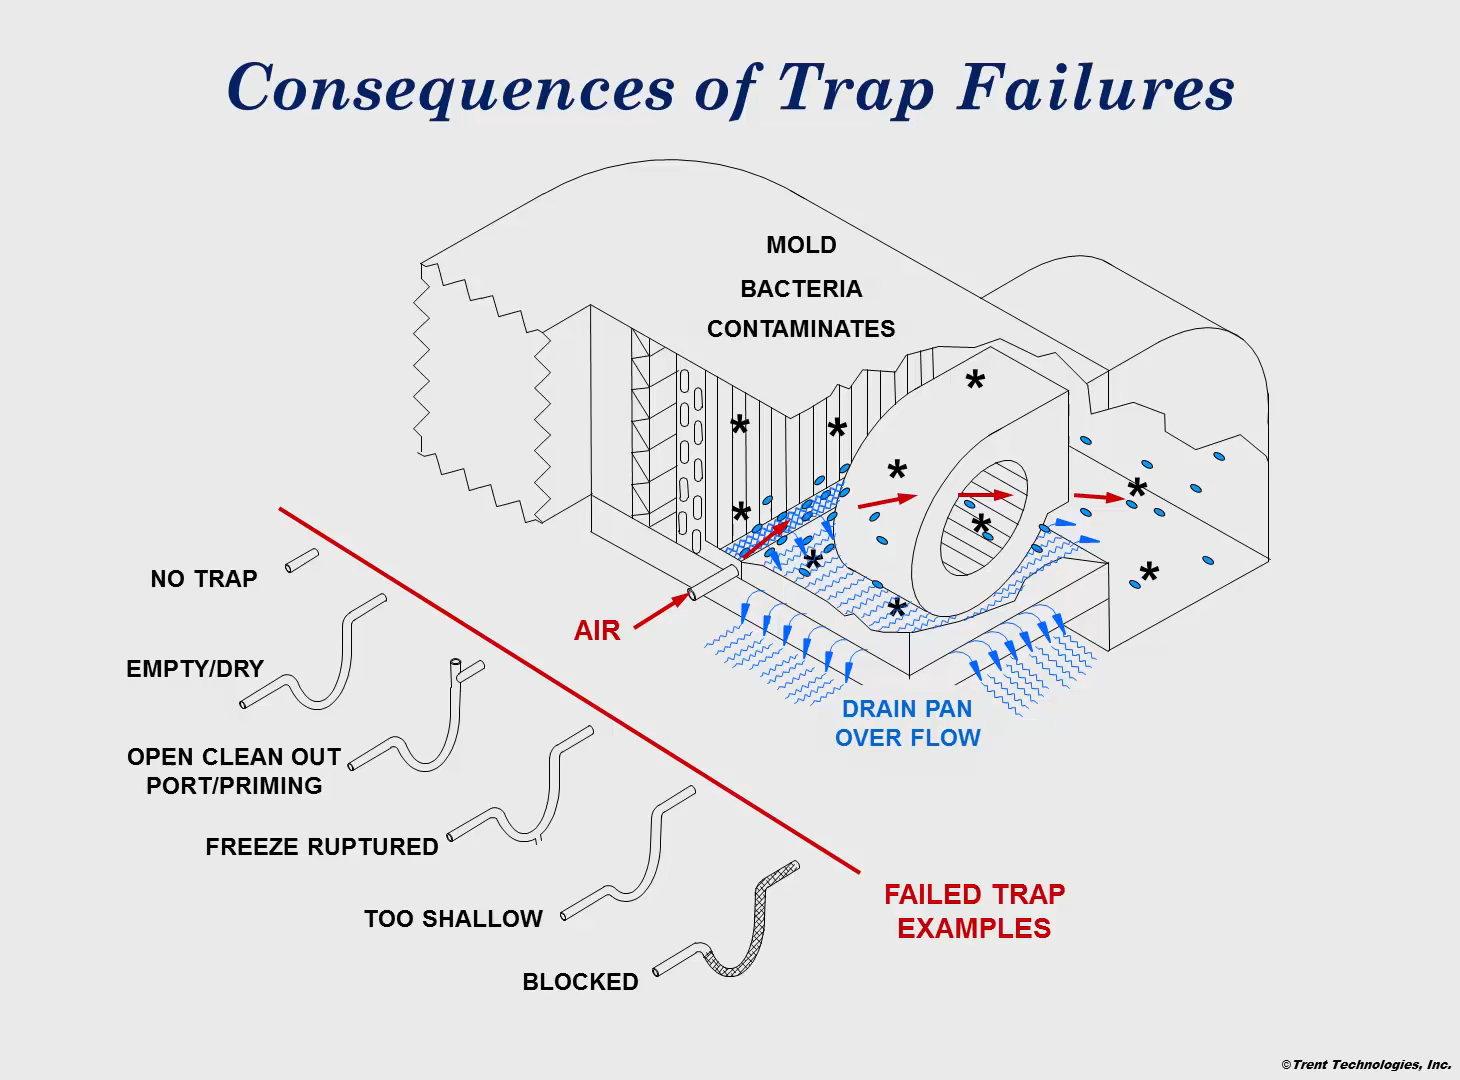 Consequences of Trap Failures
MOLD
BACTERIA
CONTAMINATES
*
*
*
*
*
*
*
*
*
*
NO TRAP
AIR
EMPTY/DRY
DRAIN PAN
OVER FLOW
OPEN CLEAN OUT
PORT/PRIMING
FREEZE RUPTURED
TOO SHALLOW
FAILED TRAP
EXAMPLES
BLOCKED
©Trent Technologies, Inc.